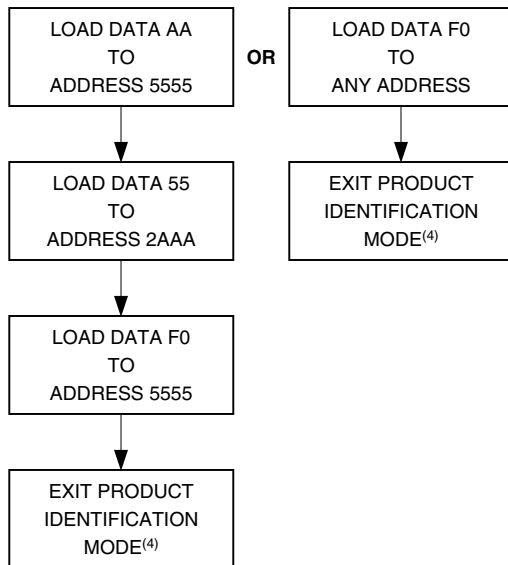 LOAD DATA AA
TO
ADDRESS 5555
LOAD DATA 55
TO
ADDRESS 2AAA
LOAD DATA F0
TO
ADDRESS 5555
EXIT PRODUCT
IDENTIFICATION
MODE(4)
OR
LOAD DATA F0
TO
ANY ADDRESS
EXIT PRODUCT
IDENTIFICATION
MODE(4)